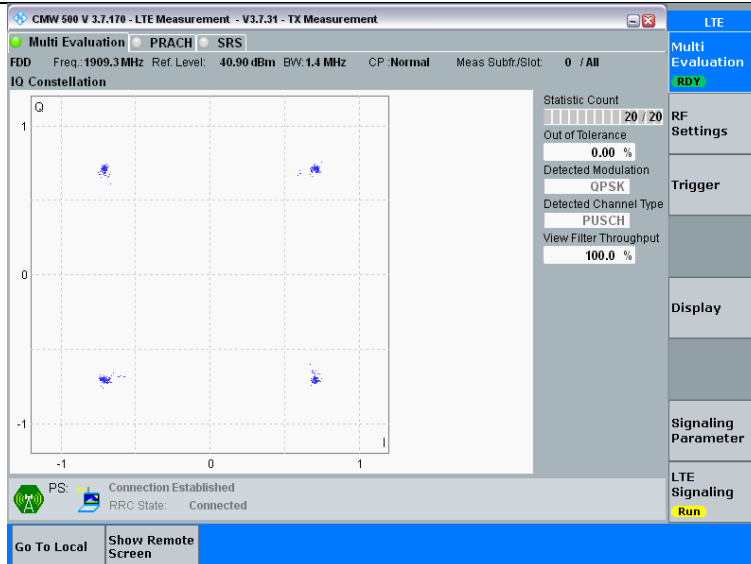 CMW 500 V 3.7.170 - LTE Measurement - V3.7.31 - TX Measurement
LTE
Multi Evaluation PRACH SRS
Multi
Evaluation
RDY
FDD Freq.: 1909.3 MHz Ref. Level: 40.90 dBm BW: 1.4 MHz CP : Normal Meas Subfr./Slot: 0 / All
IQ Constellation
Q
1
0
-1
-1 0 1
I
Statistic Count
20 / 20
Out of Tolerance
0.00 %
Detected Modulation
QPSK
Detected Channel Type
PUSCH
View Filter Throughput
100.0 %
RF
Settings
Trigger
Display
Signaling
Parameter
LTE
Signaling
Run
PS: Connection Established
RRC State: Connected
Go To Local
Show Remote
Screen